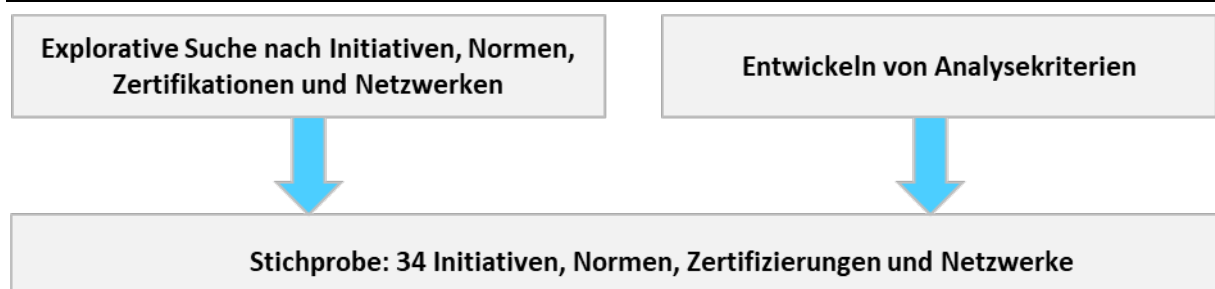 Explorative Suche nach Initiativen, Normen,
Zertifikationen und Netzwerken
Entwickeln von Analysekriterien
Stichprobe: 34 Initiativen, Normen, Zertifizierungen und Netzwerke